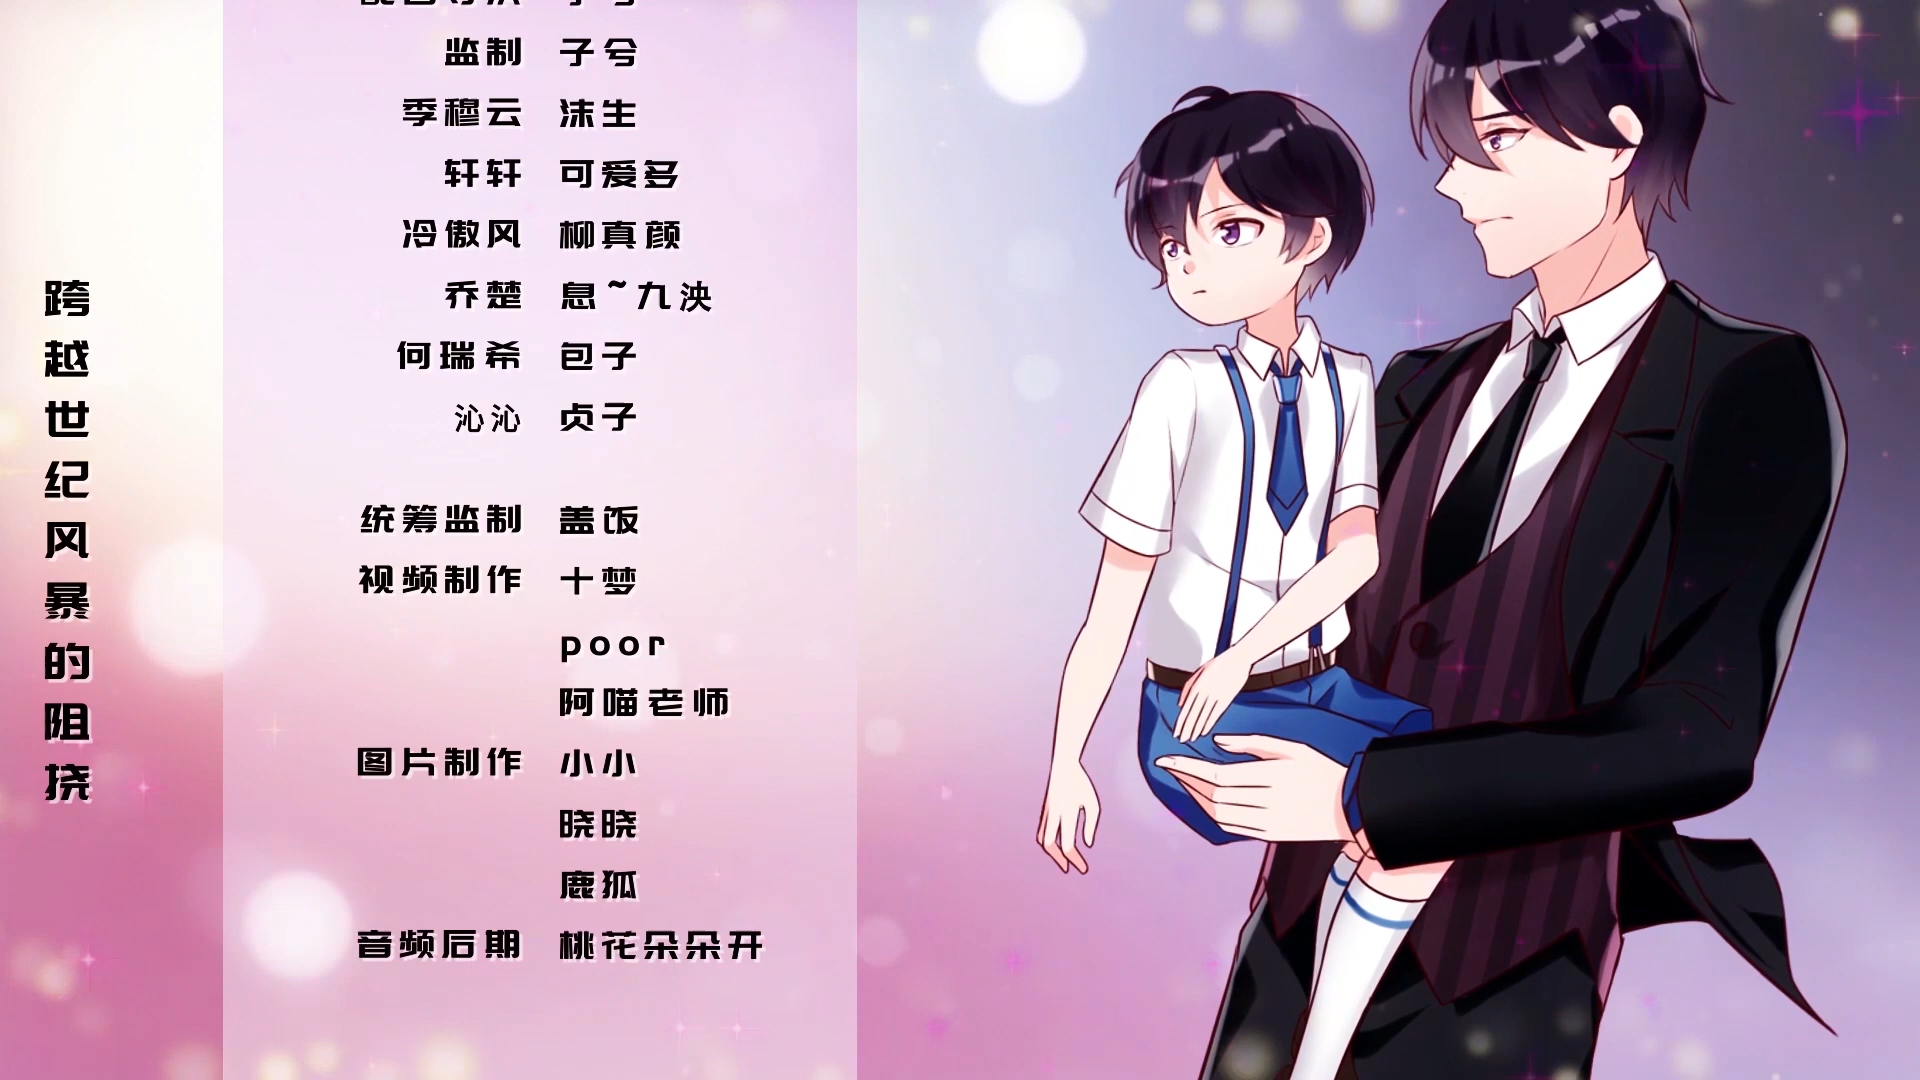 跨越世纪风暴的阻挠
监制 子兮
季穆云 沫生
轩轩 可爱多
冷傲风 柳真颜
乔楚 息~九泱
何瑞希 包子
沁沁 贞子
统筹监制 盖饭
视频制作 十梦
poor
阿喵老师
图片制作 小小
晓晓
鹿狐
音频后期 桃花朵朵开